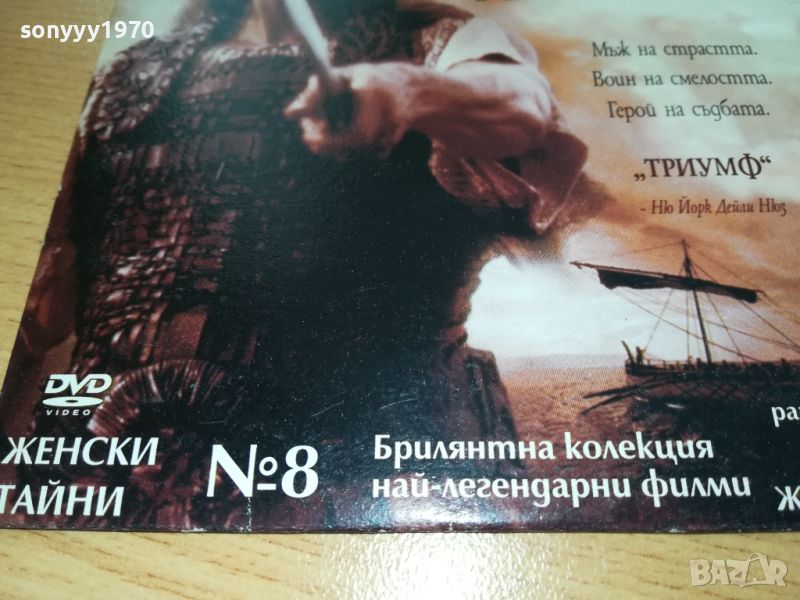 sonyyy1970
Мъж на страстта.
Воин на смелостта.
Герой на съдбата.
„ТРИУМФ“
- Ню Йорк Дейли Нюз
DVD
VIDEO
ЖЕНСКИ
ТАЙНИ
№8
Брилянтна колекция
най-легендарни филми
BAZAR